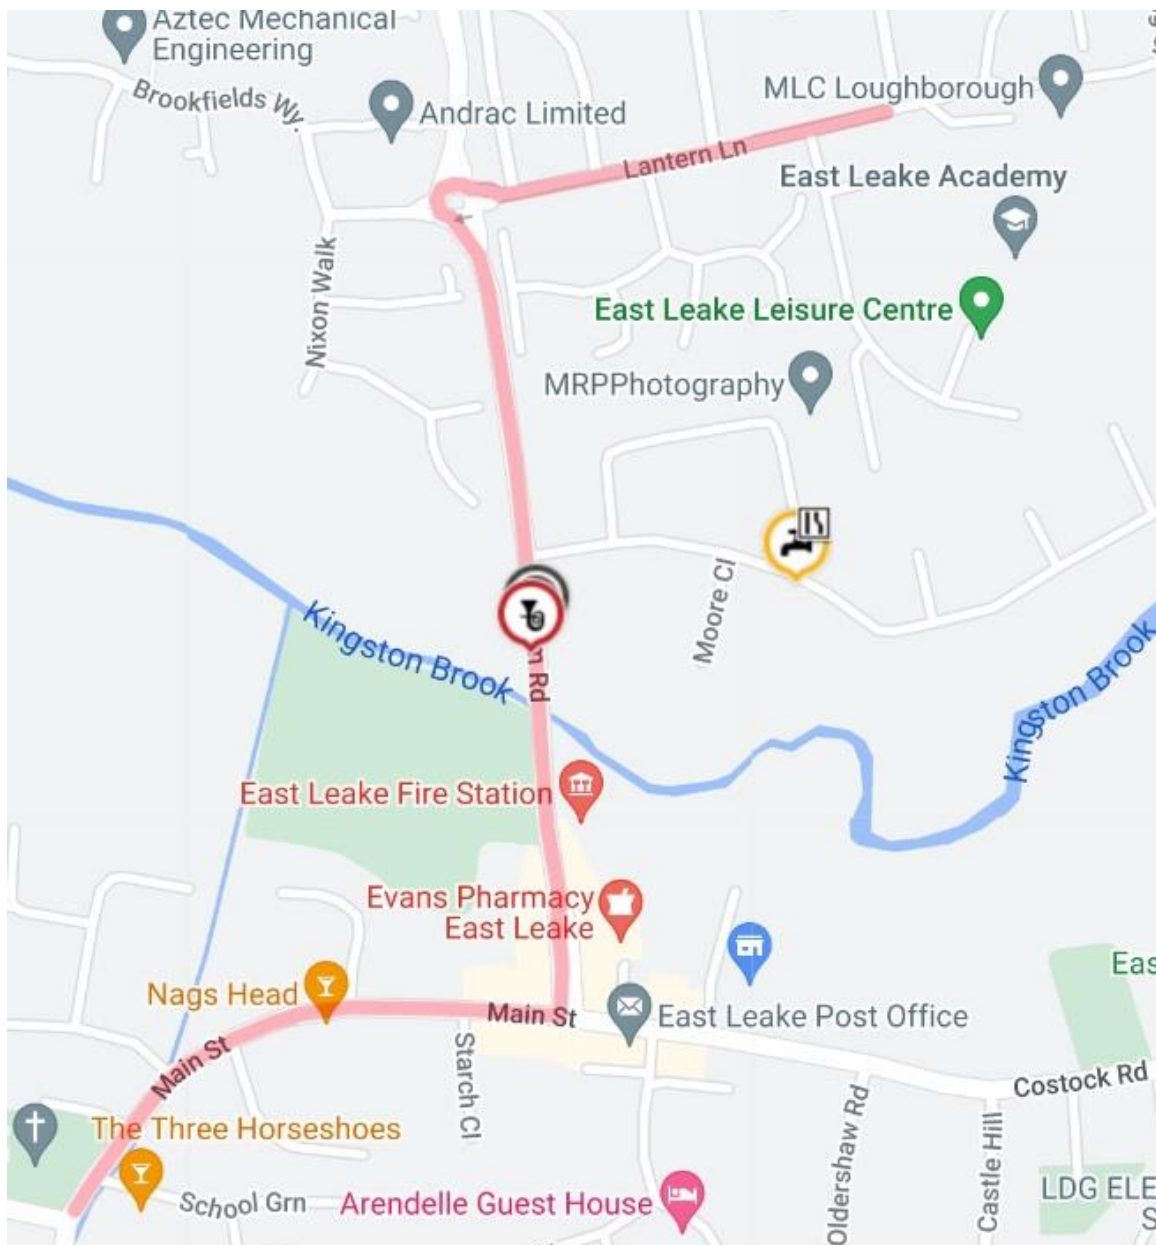 Aztec Mechanical
Engineering
Brookfields Wy.
Andrac Limited
MLC Loughborough
Lantern Ln
East Leake Academy
Nixon Walk
East Leake Leisure Centre
MRPPhotography
Moore Cl
Kingston Brook
Rd
Kingston Brook
East Leake Fire Station
Evans Pharmacy
East Leake
Eas
Nags Head
Main St
East Leake Post Office
Main St
Starch Cl
Costock Rd
The Three Horseshoes
Oldershaw Rd
Castle Hill
School Grn
Arendelle Guest House
LDG ELE
S